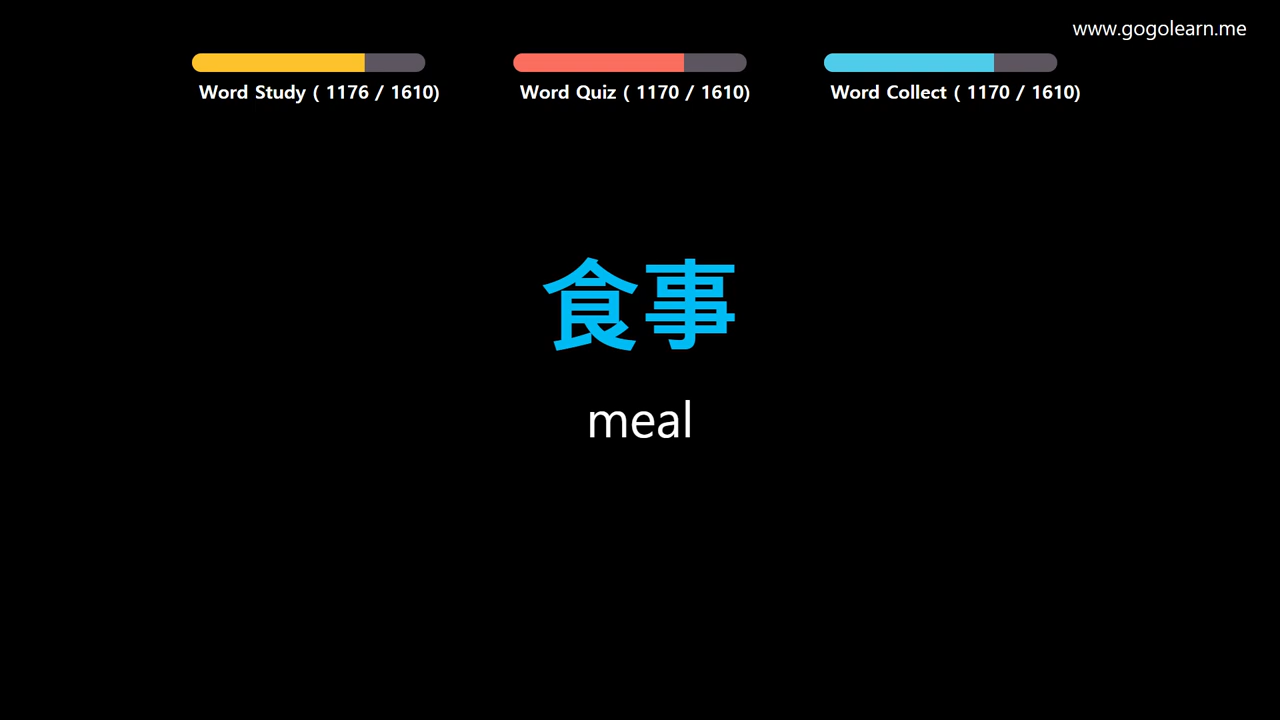 www.gogolearn.me
Word Study ( 1176 / 1610)
Word Quiz ( 1170 / 1610)
Word Collect ( 1170 / 1610)
食事
meal